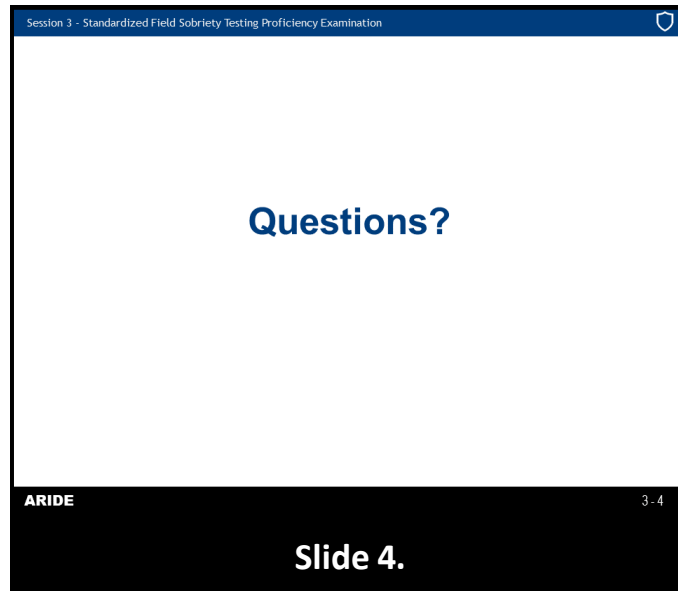 Session 3 - Standardized Field Sobriety Testing Proficiency Examination
Questions?
ARIDE 3-4
Slide 4.